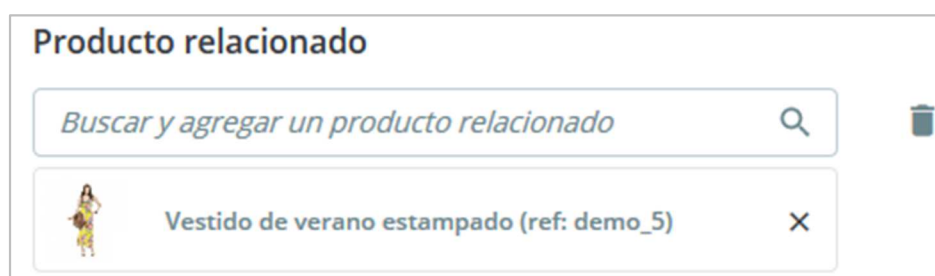 Producto relacionado
Buscar y agregar un producto relacionado
Vestido de verano estampado (ref: demo_5)